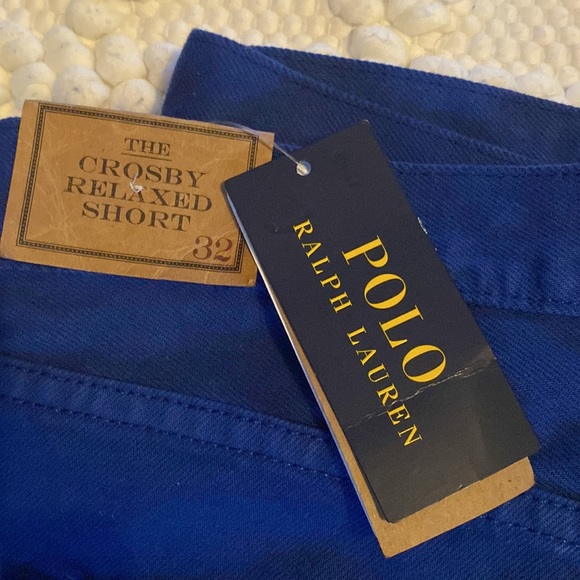 THE
CROSBY
RELAXED
SHORT
32
POLO
RALPH LAUREN